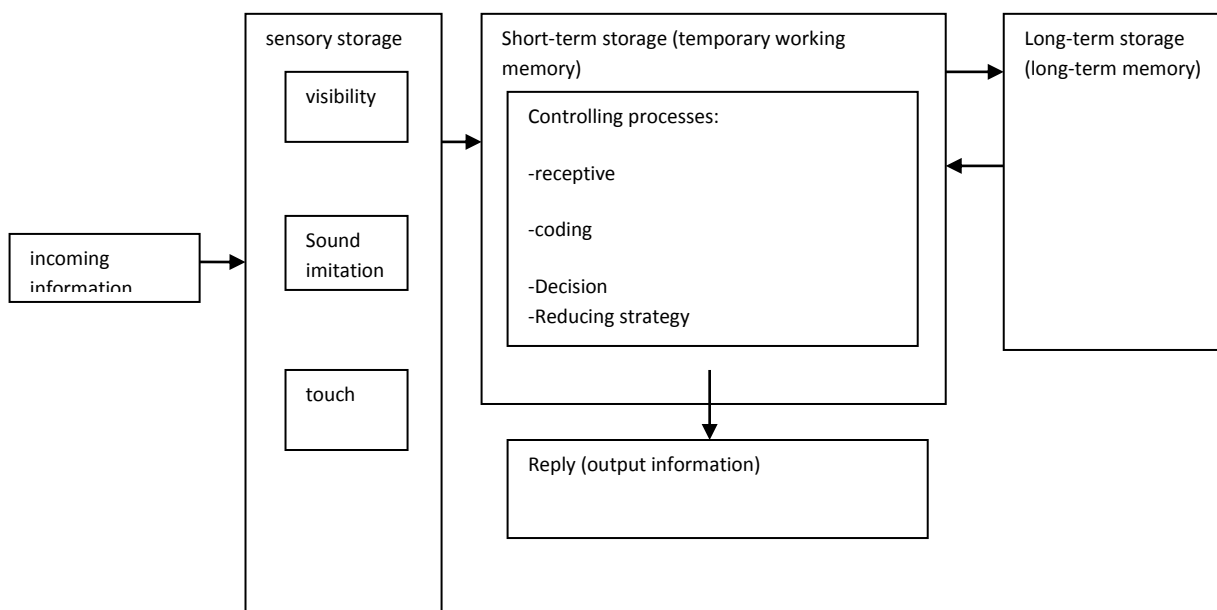 incoming
information
sensory storage
visibility
Sound
imitation
touch
Short-term storage (temporary working
memory)
Controlling processes:
-receptive
-coding
-Decision
-Reducing strategy
Reply (output information)
Long-term storage
(long-term memory)